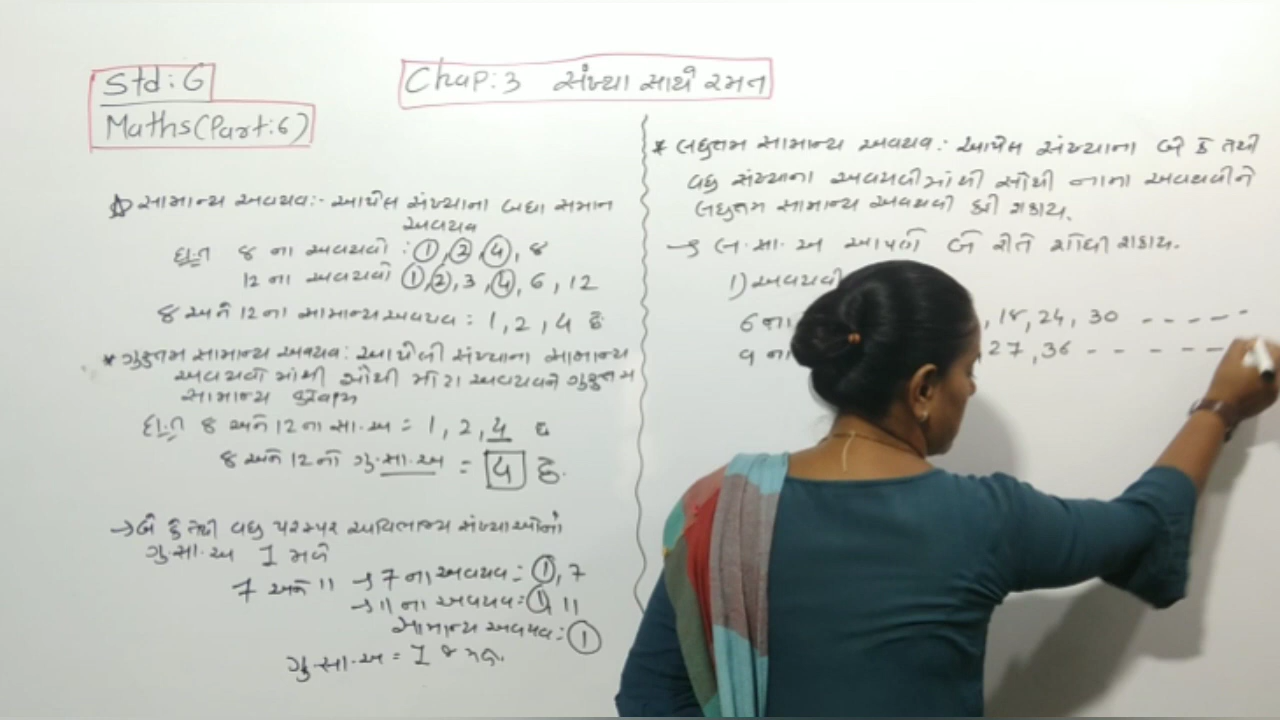 Std: 6
Maths(Part:6)
Chap:3 સંખ્યા સાથે રમત
સામાન્ય અવયવ:- આપેલ સંખ્યાના બધા સમાન
અવયવ
દા.ત 8 ના અવયવો : 1, 2, 4, 8
12 ના અવયવો 1, 2, 3, 4, 6, 12
8 અને 12 ના સામાન્ય અવયવ : 1, 2, 4 છે
* ગુરુત્તમ સામાન્ય અવયવ: આપેલી સંખ્યાના સામાન્ય
અવયવો માંથી સૌથી મોટા અવયવને ગુરુત્તમ
સામાન્ય
દા.ત 8 અને 12 ના સા.અ = 1, 2, 4 છે
8 અને 12 નો ગુ.સા.અ = 4 છે.
→ બે કે તેથી વધુ પરસ્પર અવિભાજ્ય સંખ્યાઓનો
ગુ.સા.અ 1 મળે
7 અને 11 → 7 ના અવયવ: 1, 7
→ 11 ના અવયવ: 1, 11
સામાન્ય અવયવ: 1
ગુ.સા.અ = 1 જ મળે.
* લઘુત્તમ સામાન્ય અવયવ: આપેલ સંખ્યાના બે કે તેથી
વધુ સંખ્યાના અવયવીમાંથી સૌથી નાના અવયવીને
લઘુત્તમ સામાન્ય અવયવી કહી શકાય.
→ લ.સા.અ આપણે બે રીતે શોધી શકાય.
1) અવયવી
6 ના , 18, 24, 30 - - - - - -
9 ના 27, 36 - - - - - -